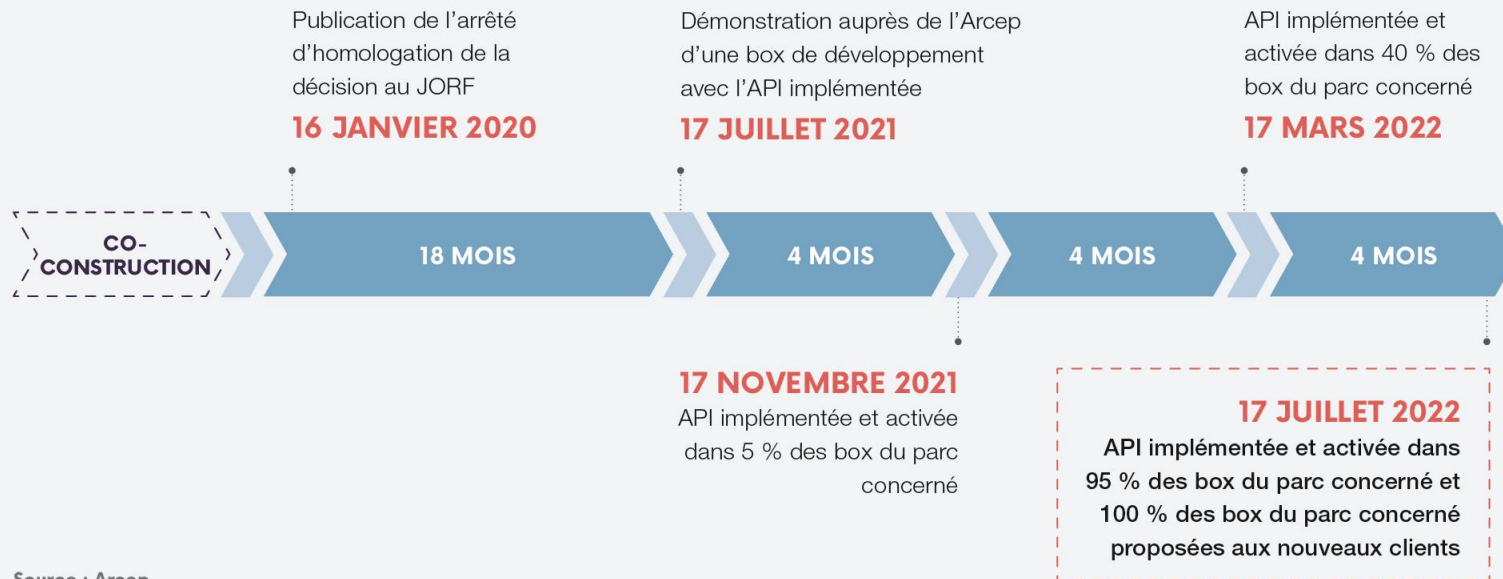 Publication de l’arrêté
d’homologation de la
décision au JORF
16 JANVIER 2020
Démonstration auprès de l’Arcep
d’une box de développement
avec l’API implémentée
17 JUILLET 2021
API implémentée et
activée dans 40 % des
box du parc concerné
17 MARS 2022
CO-
CONSTRUCTION
18 MOIS
4 MOIS
4 MOIS
4 MOIS
17 NOVEMBRE 2021
API implémentée et activée
dans 5 % des box du parc
concerné
17 JUILLET 2022
API implémentée et activée dans
95 % des box du parc concerné et
100 % des box du parc concerné
proposées aux nouveaux clients
Source : Arcep